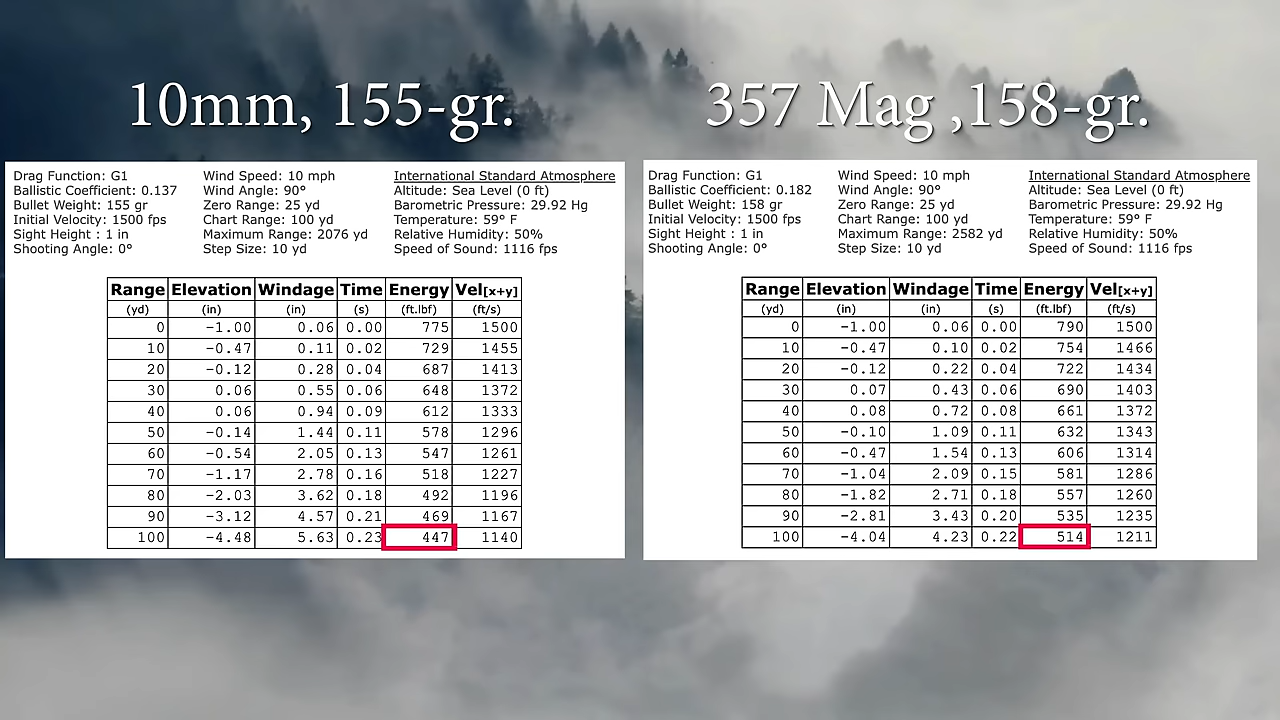 10mm, 155-gr.
Drag Function: G1 Wind Speed: 10 mph International Standard Atmosphere
Ballistic Coefficient: 0.137 Wind Angle: 90° Altitude: Sea Level (0 ft)
Bullet Weight: 155 gr Zero Range: 25 yd Barometric Pressure: 29.92 Hg
Initial Velocity: 1500 fps Chart Range: 100 yd Temperature: 59° F
Sight Height : 1 in Maximum Range: 2076 yd Relative Humidity: 50%
Shooting Angle: 0° Step Size: 10 yd Speed of Sound: 1116 fps
Range Elevation Windage Time Energy Vel[x+y]
(yd) (in) (in) (s) (ft.lbf) (ft/s)
0 -1.00 0.06 0.00 775 1500
10 -0.47 0.11 0.02 729 1455
20 -0.12 0.28 0.04 687 1413
30 0.06 0.55 0.06 648 1372
40 0.06 0.94 0.09 612 1333
50 -0.14 1.44 0.11 578 1296
60 -0.54 2.05 0.13 547 1261
70 -1.17 2.78 0.16 518 1227
80 -2.03 3.62 0.18 492 1196
90 -3.12 4.57 0.21 469 1167
100 -4.48 5.63 0.23 447 1140
357 Mag ,158-gr.
Drag Function: G1 Wind Speed: 10 mph International Standard Atmosphere
Ballistic Coefficient: 0.182 Wind Angle: 90° Altitude: Sea Level (0 ft)
Bullet Weight: 158 gr Zero Range: 25 yd Barometric Pressure: 29.92 Hg
Initial Velocity: 1500 fps Chart Range: 100 yd Temperature: 59° F
Sight Height : 1 in Maximum Range: 2582 yd Relative Humidity: 50%
Shooting Angle: 0° Step Size: 10 yd Speed of Sound: 1116 fps
Range Elevation Windage Time Energy Vel[x+y]
(yd) (in) (in) (s) (ft.lbf) (ft/s)
0 -1.00 0.06 0.00 790 1500
10 -0.47 0.10 0.02 754 1466
20 -0.12 0.22 0.04 722 1434
30 0.07 0.43 0.06 690 1403
40 0.08 0.72 0.08 661 1372
50 -0.10 1.09 0.11 632 1343
60 -0.47 1.54 0.13 606 1314
70 -1.04 2.09 0.15 581 1286
80 -1.82 2.71 0.18 557 1260
90 -2.81 3.43 0.20 535 1235
100 -4.04 4.23 0.22 514 1211